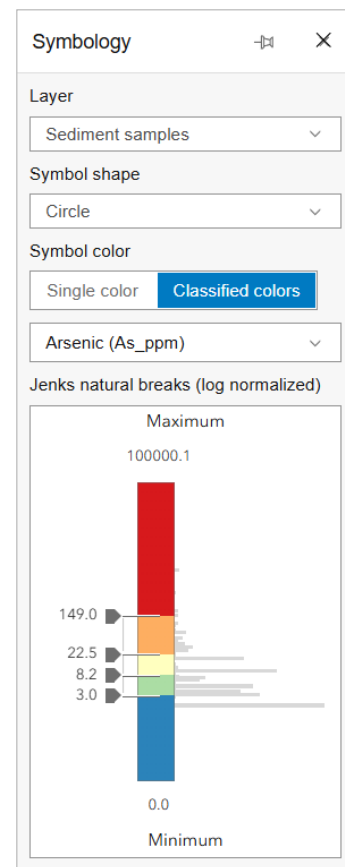 Symbology
Layer
Sediment samples
Symbol shape
Circle
Symbol color
Single color Classified colors
Arsenic (As_ppm)
Jenks natural breaks (log normalized)
Maximum
100000.1
149.0
22.5
8.2
3.0
0.0
Minimum